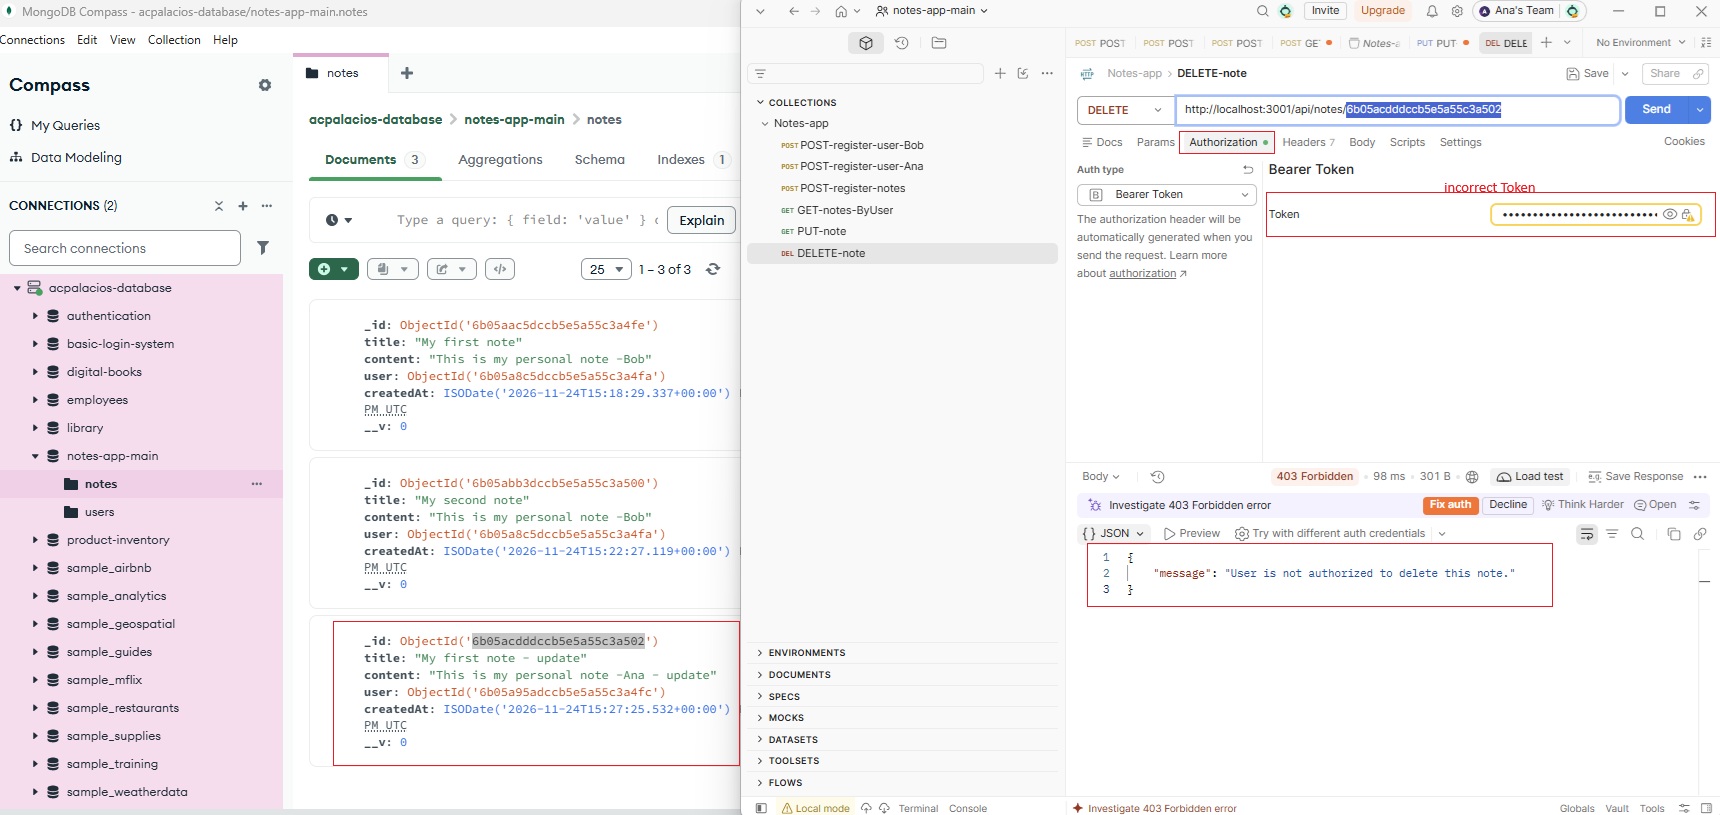 MongoDB Compass - acpalacios-database/notes-app-main.notes
Connections Edit View Collection Help
Compass
{} My Queries
Data Modeling
CONNECTIONS (2)
Search connections
acpalacios-database
authentication
basic-login-system
digital-books
employees
library
notes-app-main
notes
users
product-inventory
sample_airbnb
sample_analytics
sample_geospatial
sample_guides
sample_mflix
sample_restaurants
sample_supplies
sample_training
sample_weatherdata
notes
acpalacios-database > notes-app-main > notes
Documents 3 Aggregations Schema Indexes 1
Type a query: { field: 'value' } Explain
25 1 – 3 of 3
_id: ObjectId('6b05aac5dccb5e5a55c3a4fe')
title: "My first note"
content: "This is my personal note -Bob"
user: ObjectId('6b05a8c5dccb5e5a55c3a4fa')
createdAt: ISODate('2026-11-24T15:18:29.337+00:00')
PM UTC
__v: 0
_id: ObjectId('6b05abb3dccb5e5a55c3a500')
title: "My second note"
content: "This is my personal note -Bob"
user: ObjectId('6b05a8c5dccb5e5a55c3a4fa')
createdAt: ISODate('2026-11-24T15:22:27.119+00:00')
PM UTC
__v: 0
_id: ObjectId('6b05acdddccb5e5a55c3a502')
title: "My first note - update"
content: "This is my personal note -Ana - update"
user: ObjectId('6b05a95adccb5e5a55c3a4fc')
createdAt: ISODate('2026-11-24T15:27:25.532+00:00')
PM UTC
__v: 0
notes-app-main
Invite Upgrade Ana's Team
COLLECTIONS
Notes-app
POST POST-register-user-Bob
POST POST-register-user-Ana
POST POST-register-notes
GET GET-notes-ByUser
GET PUT-note
DEL DELETE-note
ENVIRONMENTS
DOCUMENTS
SPECS
MOCKS
DATASETS
TOOLSETS
FLOWS
POST POST POST POST POST POST POST GET Notes-a PUT PUT DEL DELE No Environment
HTTP Notes-app > DELETE-note Save Share
DELETE http://localhost:3001/api/notes/6b05acdddccb5e5a55c3a502 Send
Docs Params Authorization Headers 7 Body Scripts Settings Cookies
Auth type
B Bearer Token
The authorization header will be
automatically generated when you
send the request. Learn more
about authorization ↗
Bearer Token
incorrect Token
Token
Body 403 Forbidden 98 ms 301 B Load test e.g. Save Response
Investigate 403 Forbidden error Fix auth Decline Think Harder Open
{} JSON Preview Try with different auth credentials
1 {
2 "message": "User is not authorized to delete this note."
3 }
Local mode Terminal Console Investigate 403 Forbidden error Globals Vault Tools